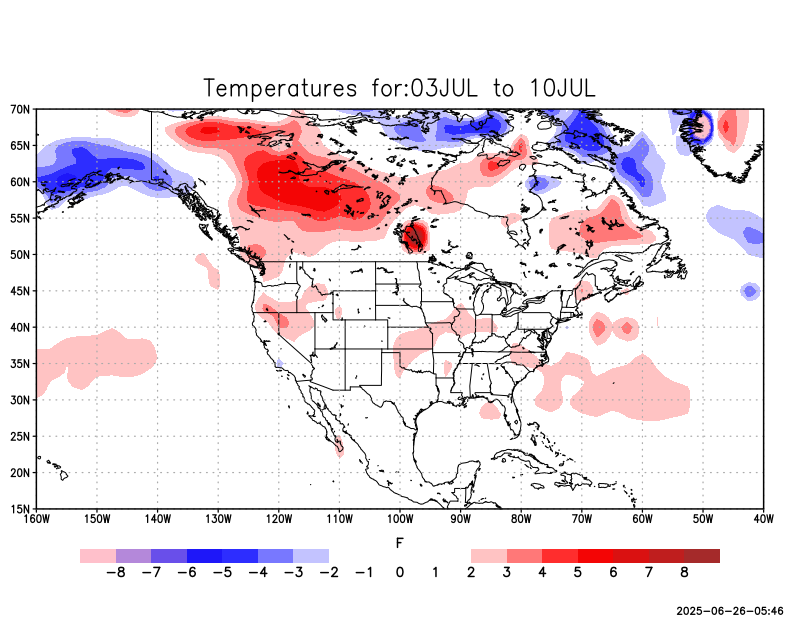 Temperatures for:03JUL to 10JUL
70N
65N
60N
55N
50N
45N
40N
35N
30N
25N
20N
15N
160W 150W 140W 130W 120W 110W 100W 90W 80W 70W 60W 50W 40W
F
-8 -7 -6 -5 -4 -3 -2 -1 0 1 2 3 4 5 6 7 8
2025-06-26-05:46